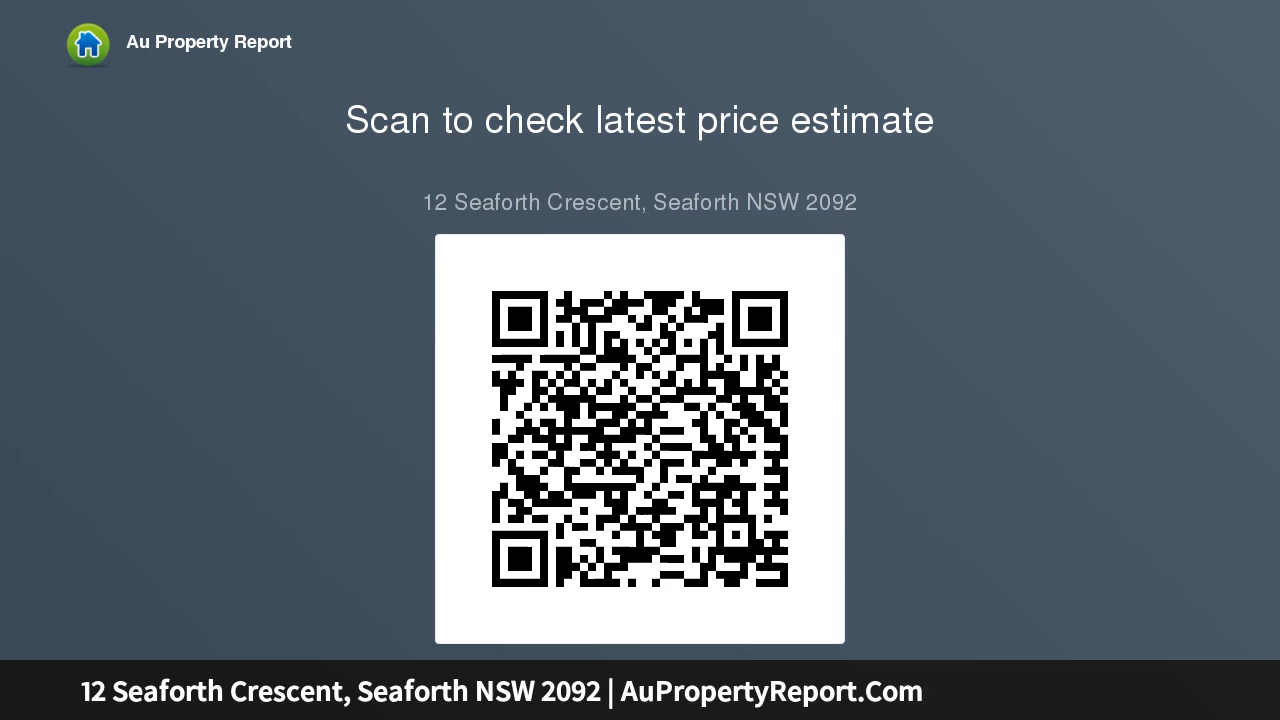 Au Property Report
Scan to check latest price estimate
12 Seaforth Crescent, Seaforth NSW 2092
12 Seaforth Crescent, Seaforth NSW 2092 | AuPropertyReport.Com